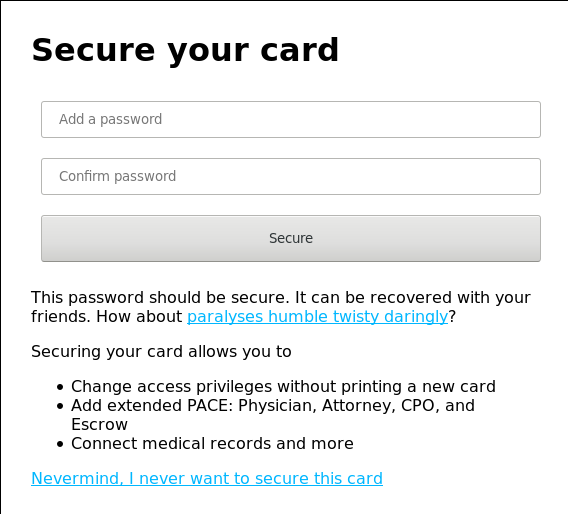 Secure your card
Add a password
Confirm password
Secure
This password should be secure. It can be recovered with your
friends. How about paralyses humble twisty daringly?
Securing your card allows you to
• Change access privileges without printing a new card
• Add extended PACE: Physician, Attorney, CPO, and
Escrow
• Connect medical records and more
Nevermind, I never want to secure this card